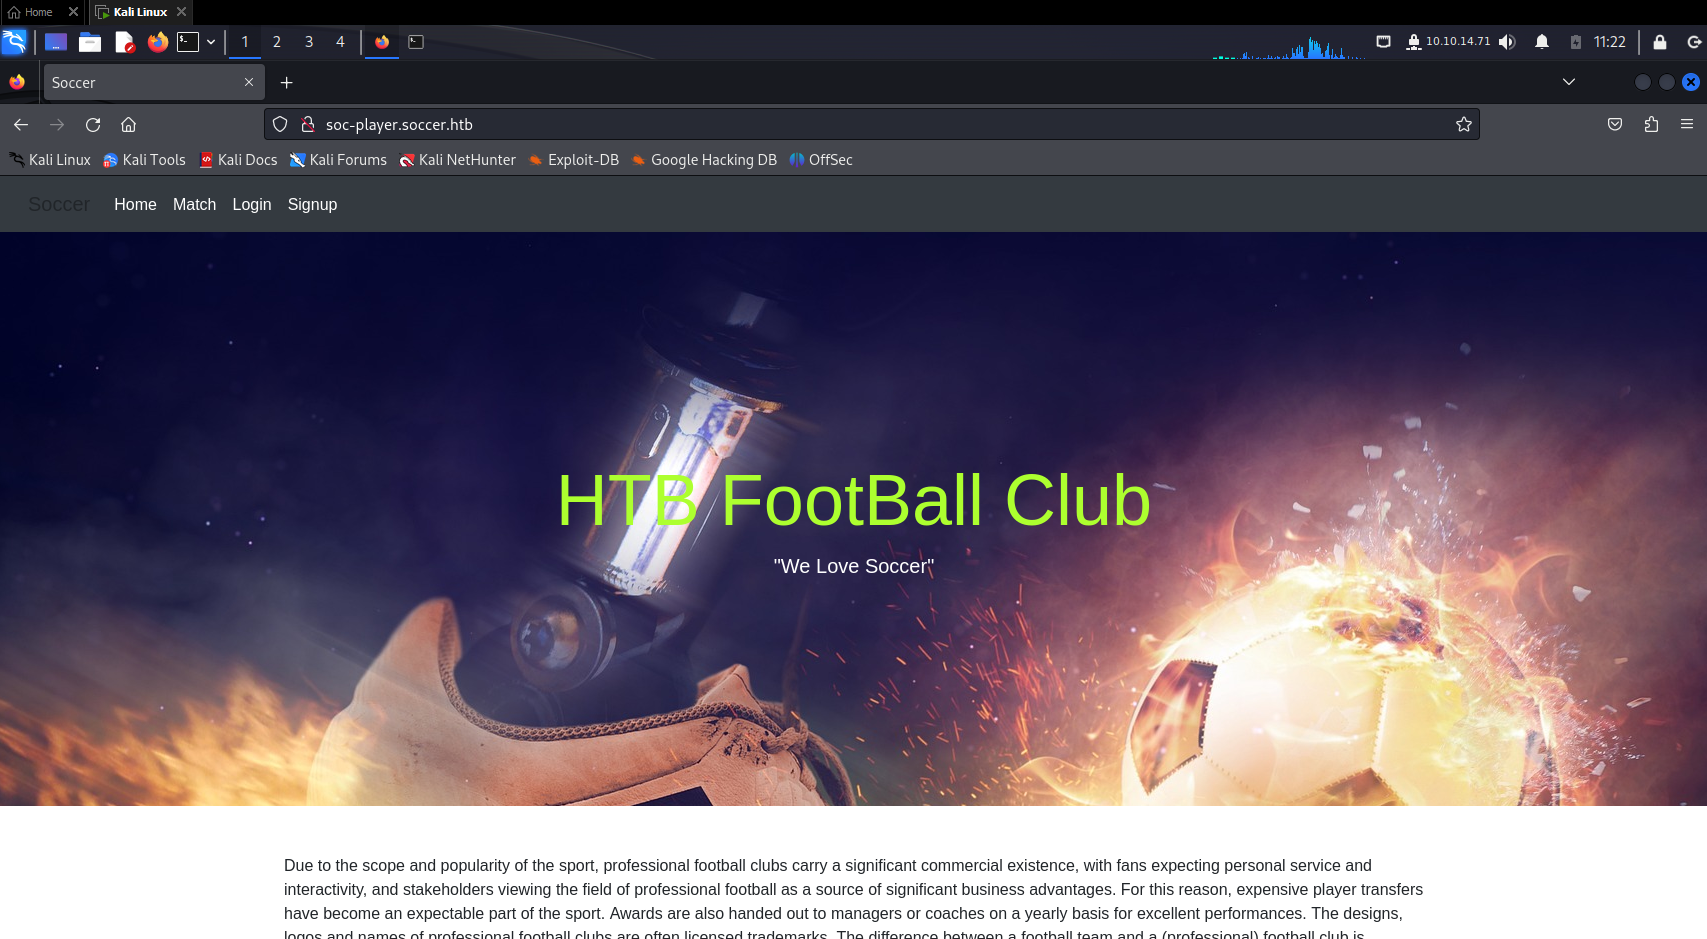 Home
Kali Linux
1 2 3 4
10.10.14.71
11:22
Soccer
soc-player.soccer.htb
Kali Linux Kali Tools Kali Docs Kali Forums Kali NetHunter Exploit-DB Google Hacking DB OffSec
Soccer Home Match Login Signup
HTB FootBall Club
"We Love Soccer"
Due to the scope and popularity of the sport, professional football clubs carry a significant commercial existence, with fans expecting personal service and
interactivity, and stakeholders viewing the field of professional football as a source of significant business advantages. For this reason, expensive player transfers
have become an expectable part of the sport. Awards are also handed out to managers or coaches on a yearly basis for excellent performances. The designs,
logos and names of professional football clubs are often licensed trademarks. The difference between a football team and a (professional) football club is